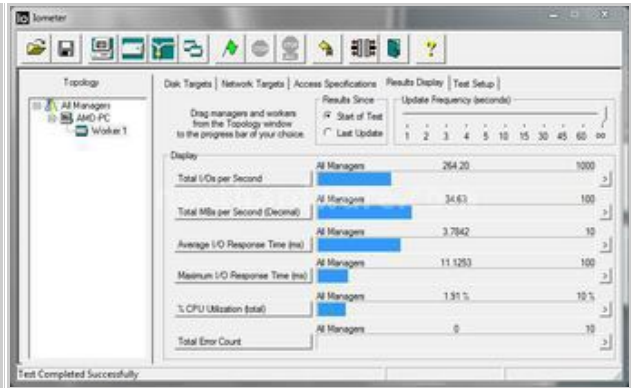 Iometer
Topology
All Managers
AMD-PC
Worker 1
Disk Targets
Network Targets
Access Specifications
Results Display
Test Setup
Drag managers and workers
from the Topology window
to the progress bar of your choice.
Results Since
Start of Test
Last Update
Update Frequency (seconds)
1 2 3 4 5 10 15 30 45 60 ∞
Display
All Managers 264.20 1000
Total I/Os per Second
All Managers 34.63 100
Total MBs per Second (Decimal)
All Managers 3.7842 10
Average I/O Response Time (ms)
All Managers 11.1253 100
Maximum I/O Response Time (ms)
All Managers 1.91 % 10 %
% CPU Utilization (total)
All Managers 0 10
Total Error Count
Test Completed Successfully